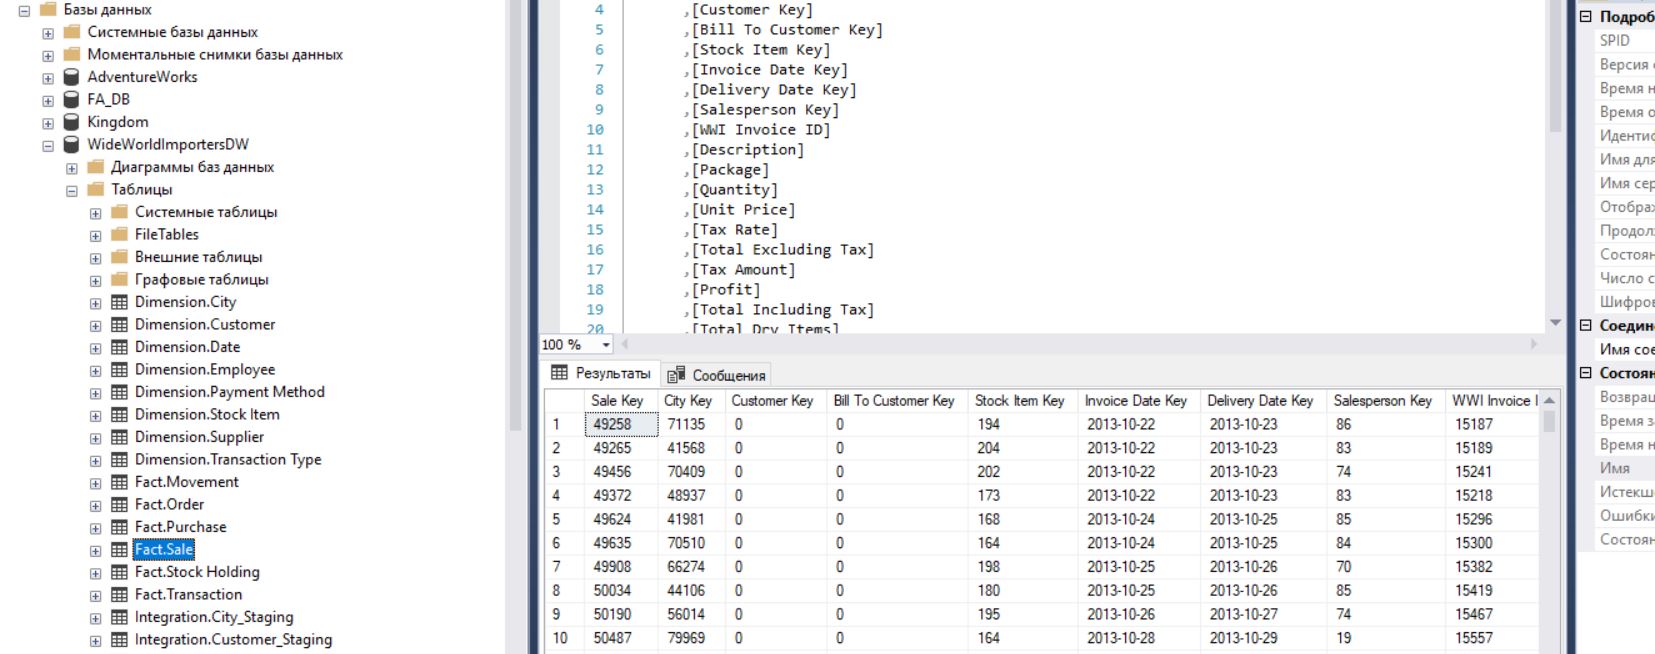 Базы данных
Системные базы данных
Моментальные снимки базы данных
AdventureWorks
FA_DB
Kingdom
WideWorldImportersDW
Диаграммы баз данных
Таблицы
Системные таблицы
FileTables
Внешние таблицы
Графовые таблицы
Dimension.City
Dimension.Customer
Dimension.Date
Dimension.Employee
Dimension.Payment Method
Dimension.Stock Item
Dimension.Supplier
Dimension.Transaction Type
Fact.Movement
Fact.Order
Fact.Purchase
Fact.Sale
Fact.Stock Holding
Fact.Transaction
Integration.City_Staging
Integration.Customer_Staging
4 ,[Customer Key]
5 ,[Bill To Customer Key]
6 ,[Stock Item Key]
7 ,[Invoice Date Key]
8 ,[Delivery Date Key]
9 ,[Salesperson Key]
10 ,[WWI Invoice ID]
11 ,[Description]
12 ,[Package]
13 ,[Quantity]
14 ,[Unit Price]
15 ,[Tax Rate]
16 ,[Total Excluding Tax]
17 ,[Tax Amount]
18 ,[Profit]
19 ,[Total Including Tax]
20 ,[Total Dry Items]
100 %
Результаты Сообщения
Sale Key City Key Customer Key Bill To Customer Key Stock Item Key Invoice Date Key Delivery Date Key Salesperson Key WWI Invoice I
1 49258 71135 0 0 194 2013-10-22 2013-10-23 86 15187
2 49265 41568 0 0 204 2013-10-22 2013-10-23 83 15189
3 49456 70409 0 0 202 2013-10-22 2013-10-23 74 15241
4 49372 48937 0 0 173 2013-10-22 2013-10-23 83 15218
5 49624 41981 0 0 168 2013-10-24 2013-10-25 85 15296
6 49635 70510 0 0 164 2013-10-24 2013-10-25 84 15300
7 49908 66274 0 0 198 2013-10-25 2013-10-26 70 15382
8 50034 44106 0 0 180 2013-10-25 2013-10-26 85 15419
9 50190 56014 0 0 195 2013-10-26 2013-10-27 74 15467
10 50487 79969 0 0 164 2013-10-28 2013-10-29 19 15557
Подроб
SPID
Версия
Время н
Время о
Идентис
Имя для
Имя сер
Отобра
Продол
Состоян
Число с
Шифров
Соедин
Имя сое
Состоян
Возвра
Время з
Время н
Имя
Истекш
Ошибк
Состоян